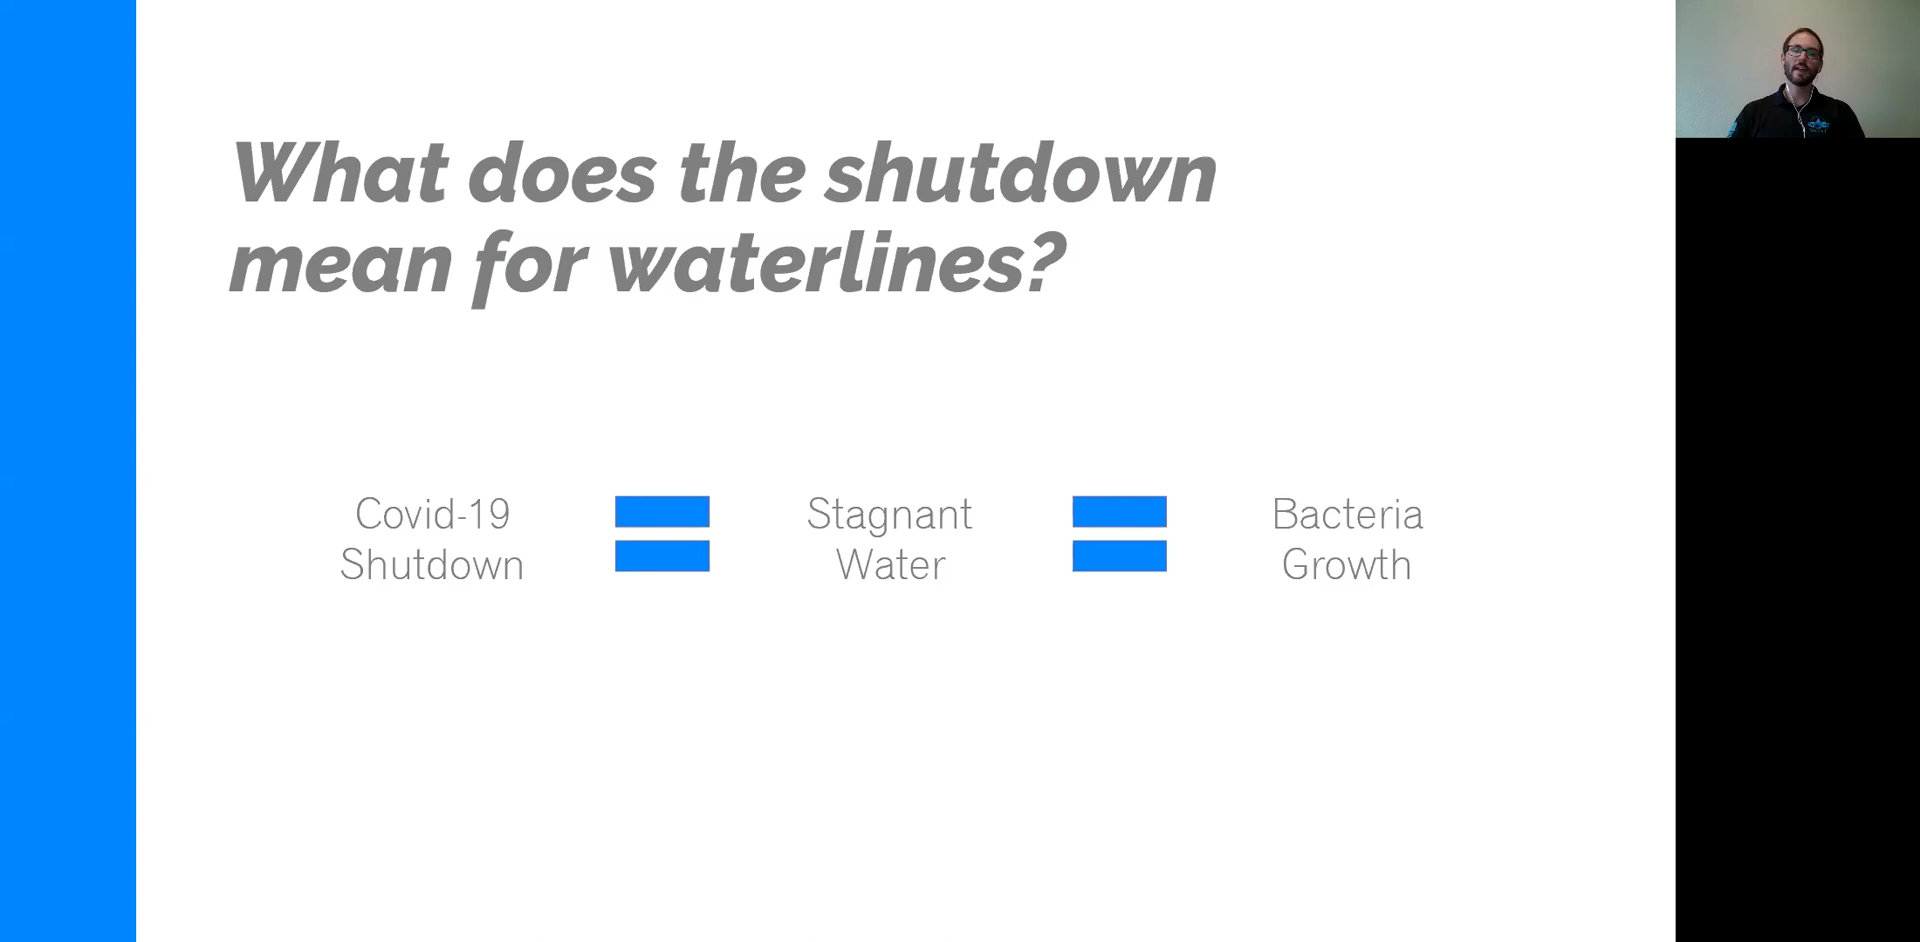 What does the shutdown
mean for waterlines?
Covid-19
Shutdown
Stagnant
Water
Bacteria
Growth